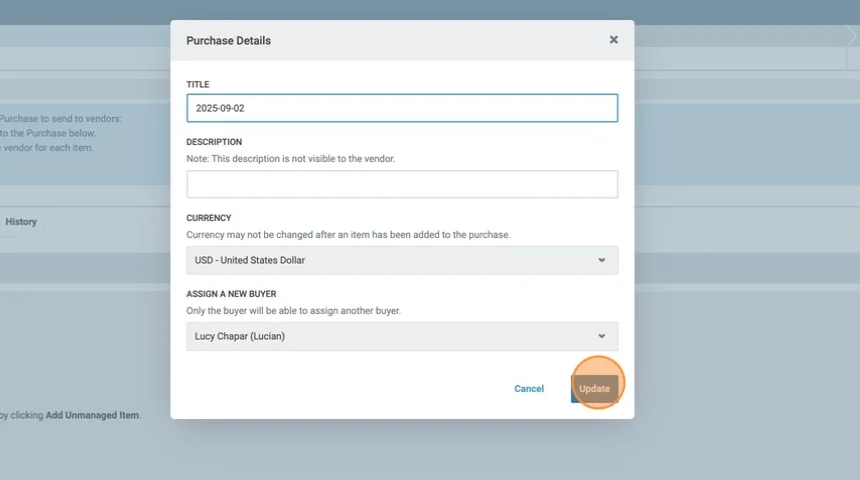 Purchase Details
TITLE
2025-09-02
DESCRIPTION
Note: This description is not visible to the vendor.
CURRENCY
Currency may not be changed after an item has been added to the purchase.
USD - United States Dollar
ASSIGN A NEW BUYER
Only the buyer will be able to assign another buyer.
Lucy Chapar (Lucian)
Cancel
Update
Purchase to send to vendors:
to the Purchase below.
vendor for each item.
History
by clicking Add Unmanaged Item.